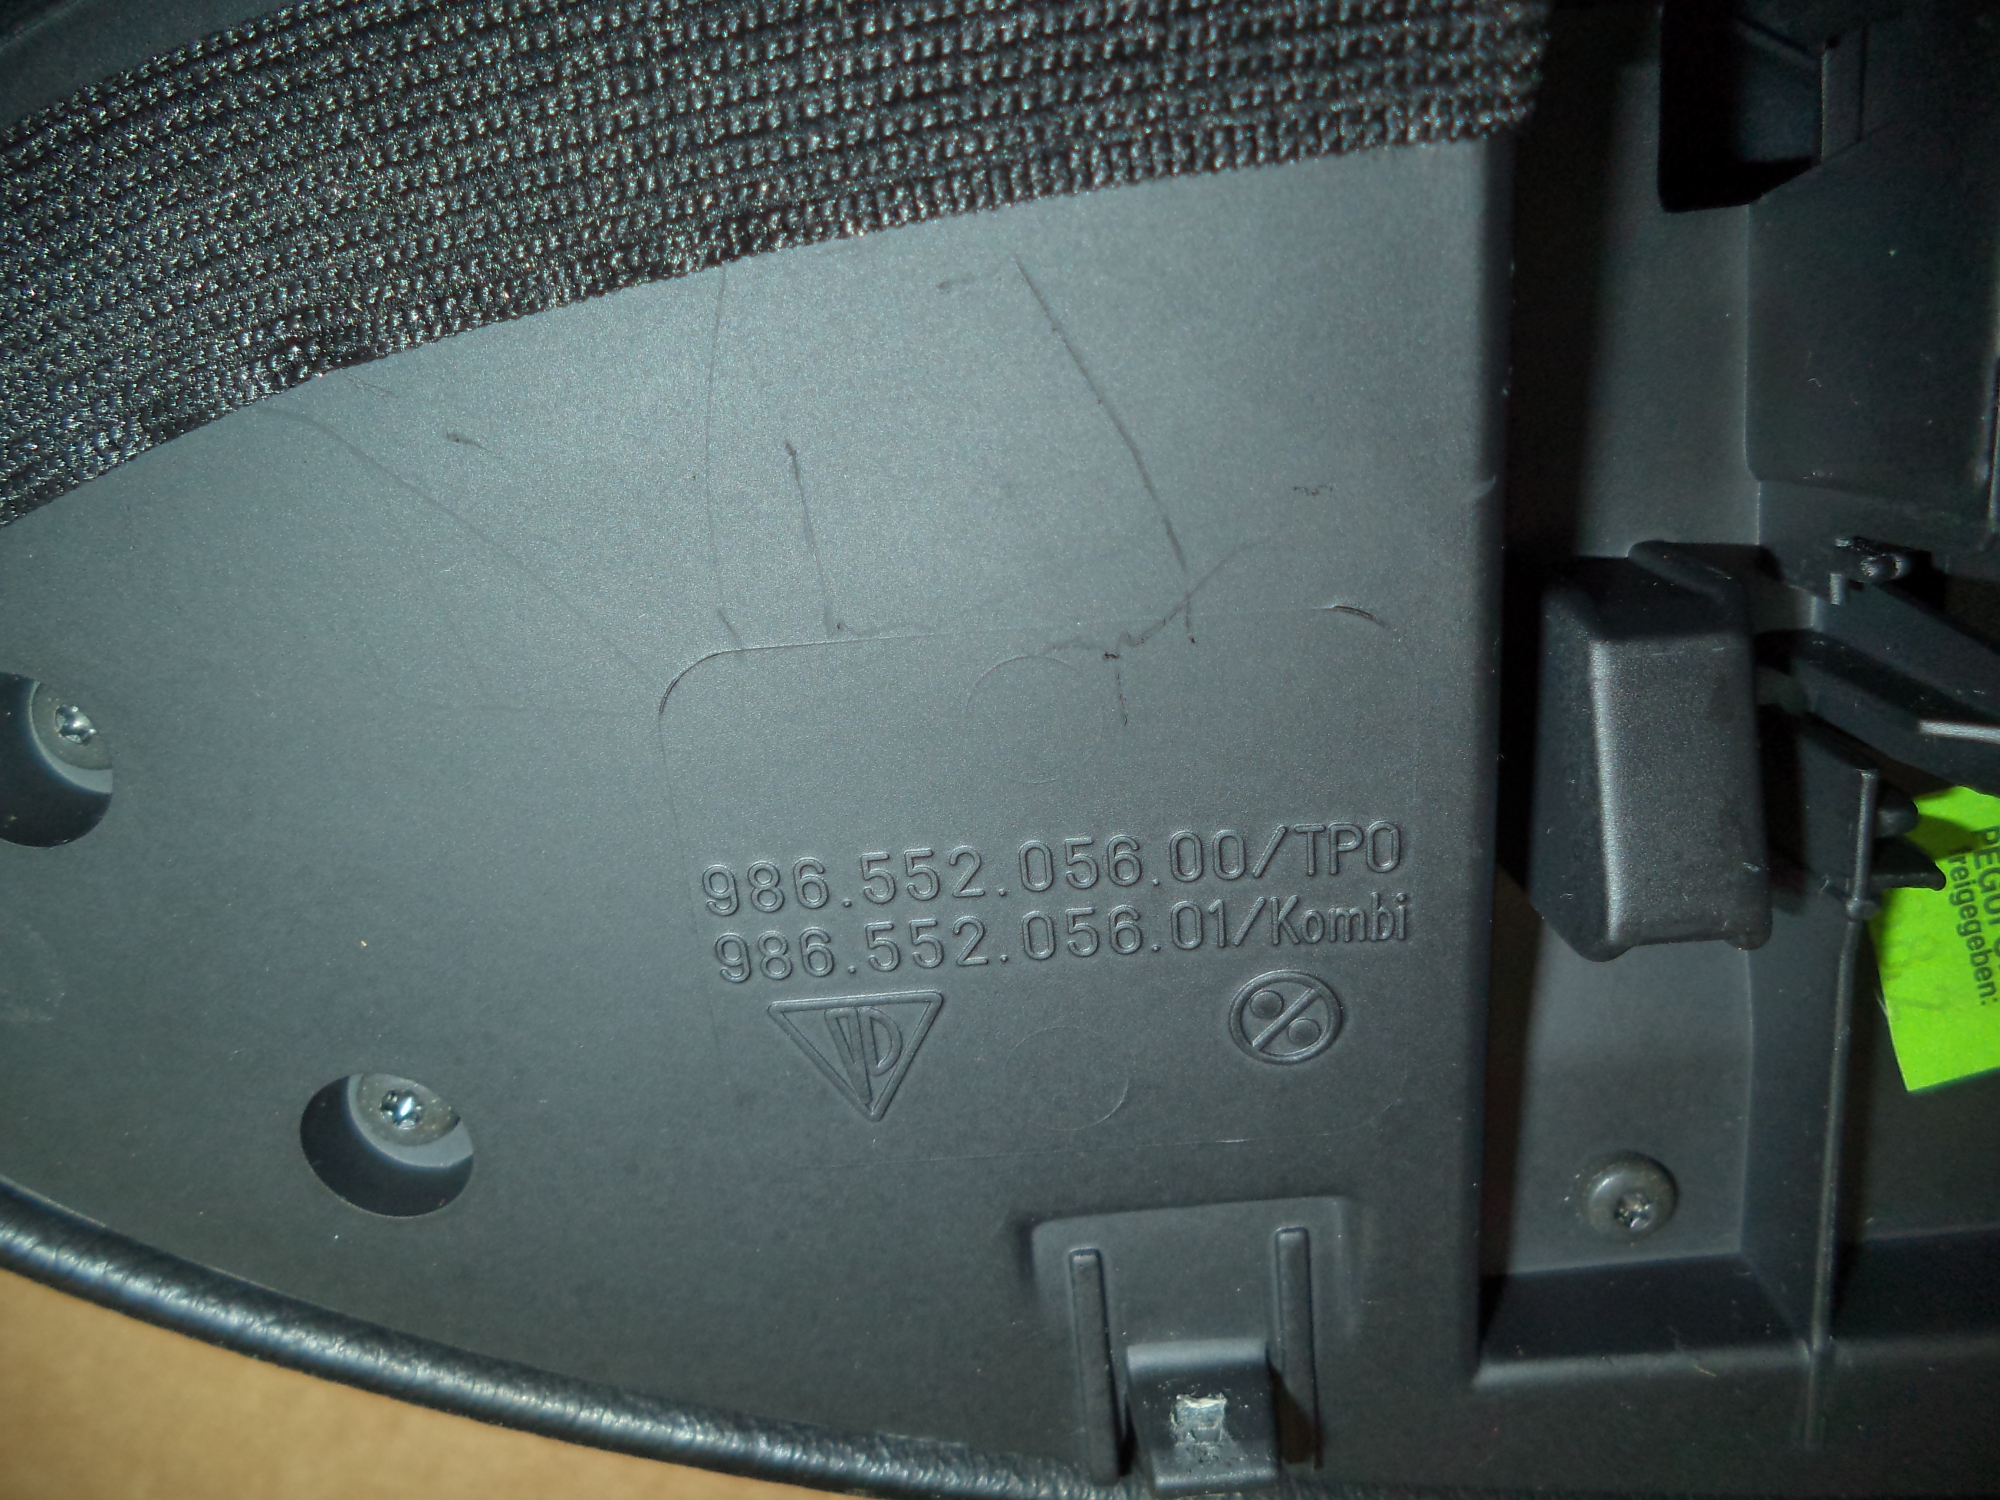 986.552.056.00/TPO
986.552.056.01/Kombi
freigegeben: